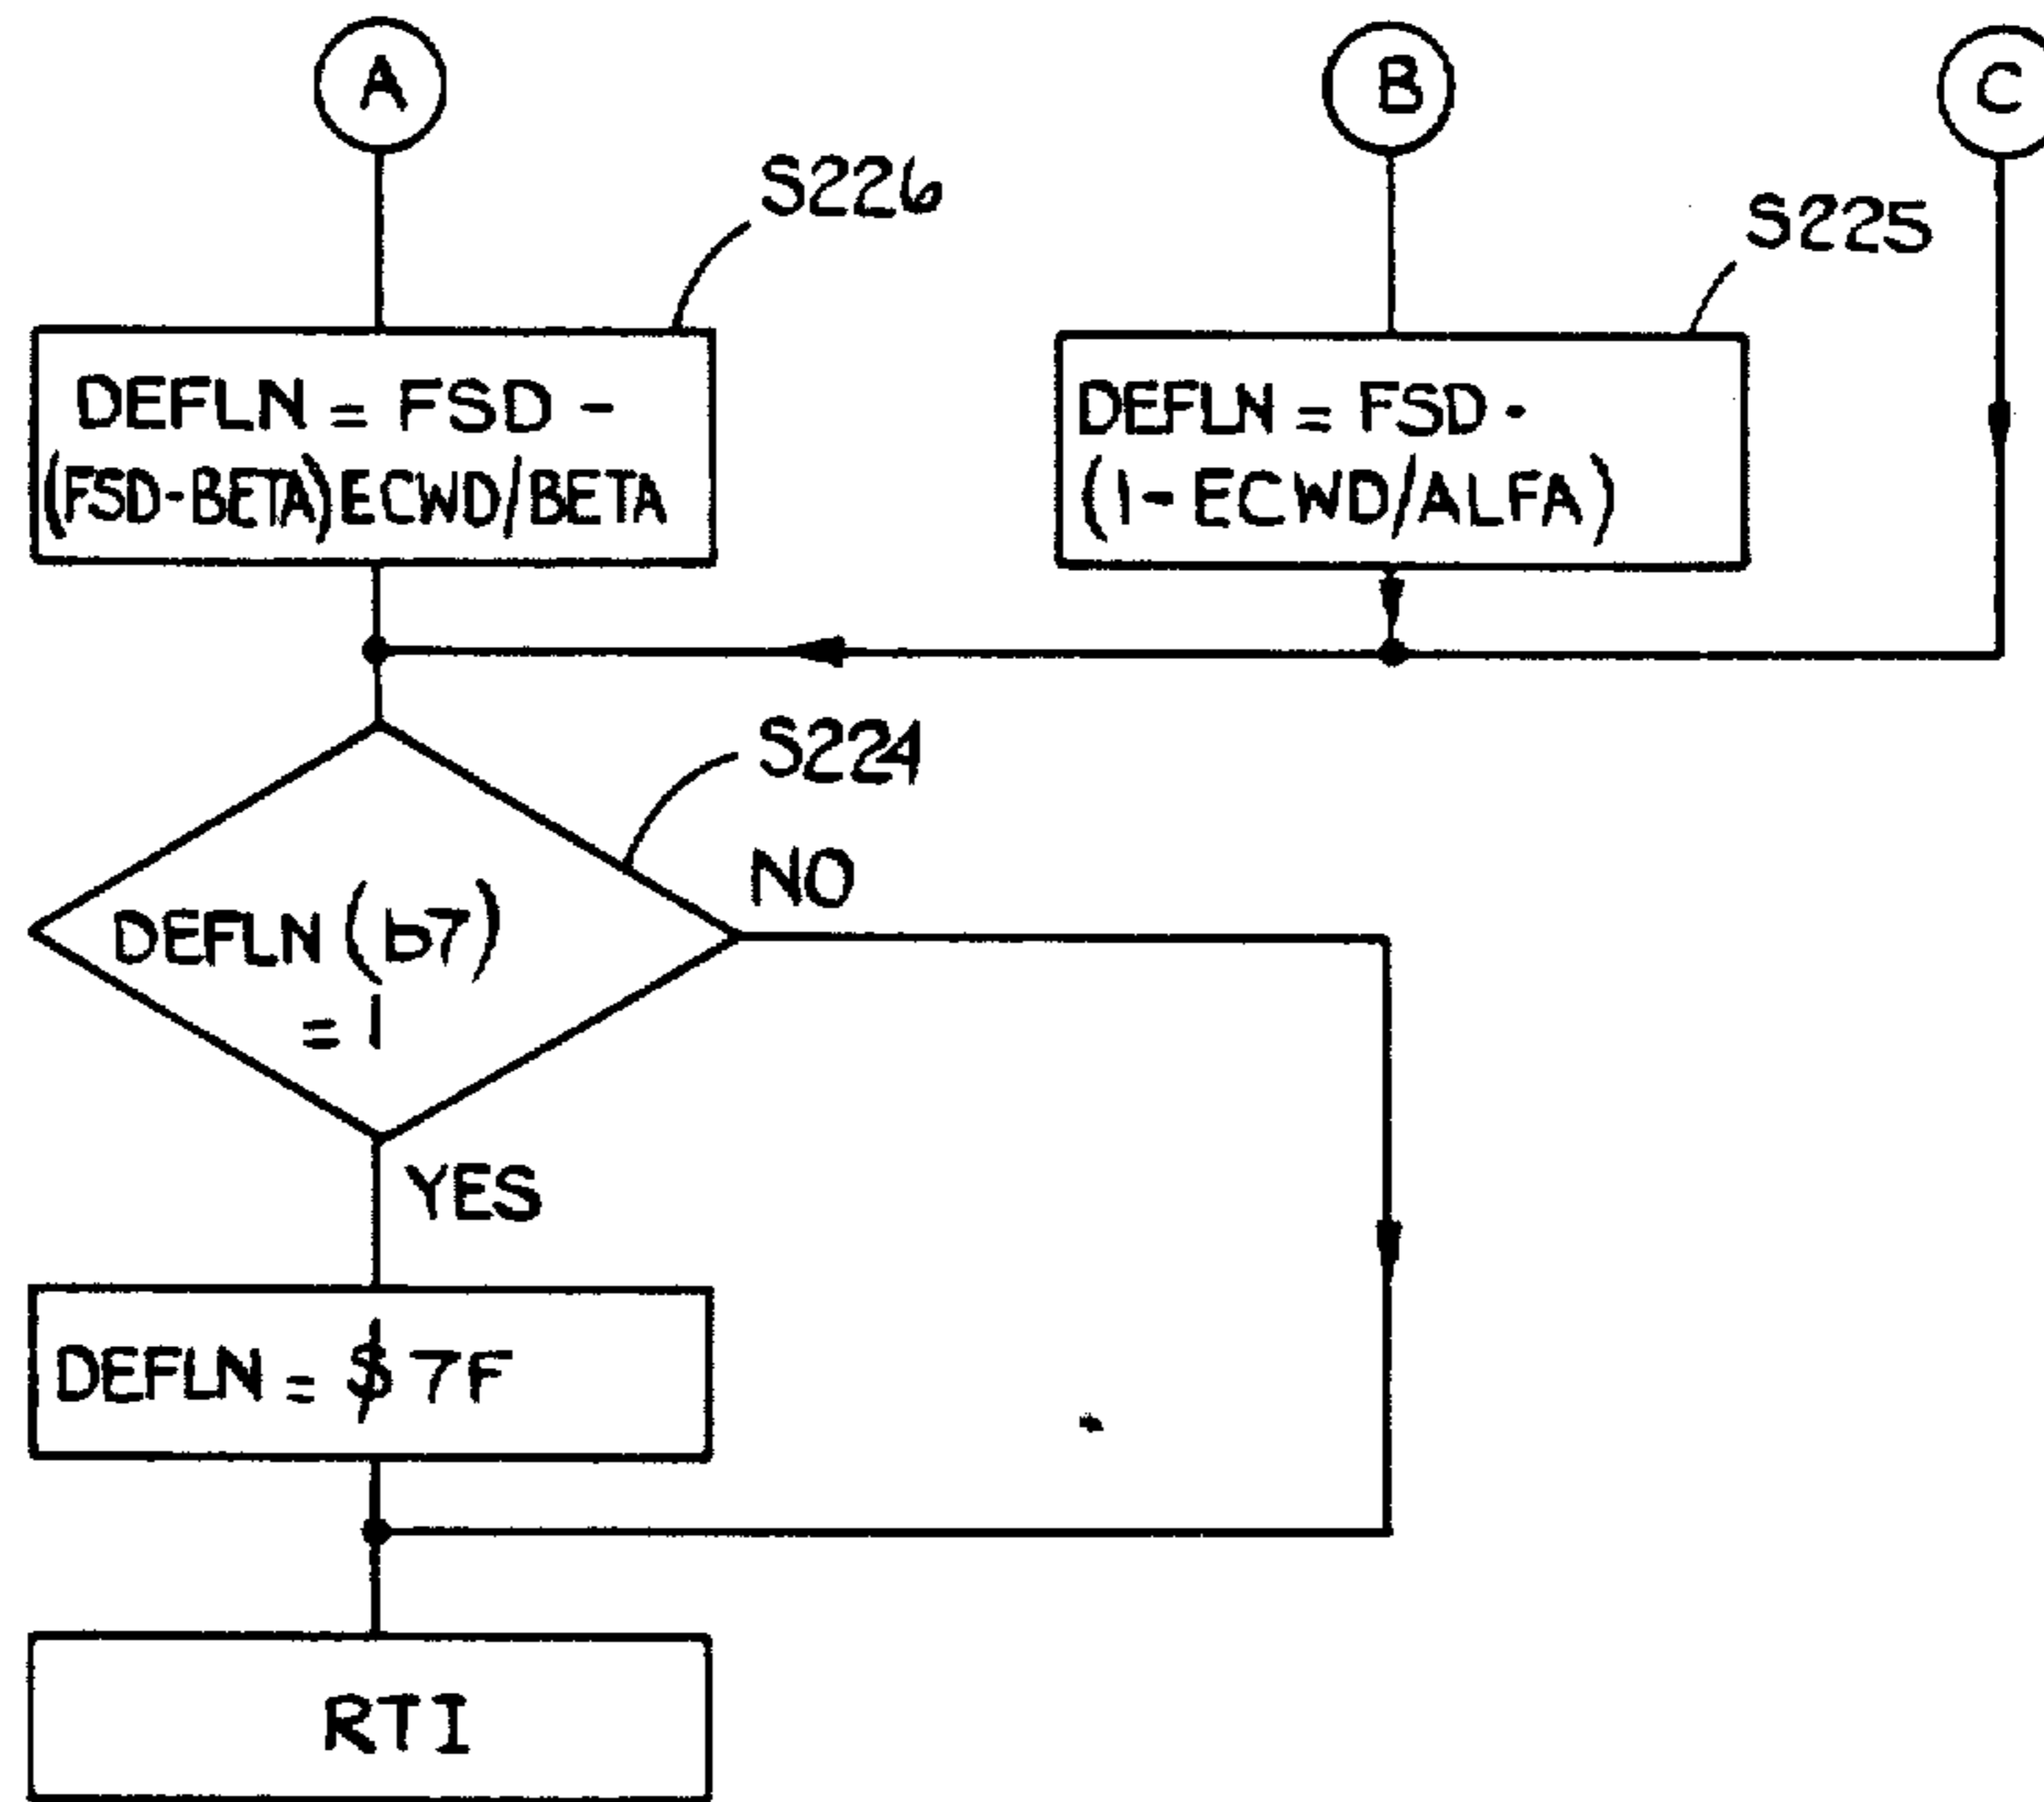 A
B
C
S226
S225
DEFLN = FSD -
(FSD-BETA) ECWD/BETA
DEFLN = FSD ·
(1- ECWD/ALFA)
S224
NO
DEFLN (b7)
= 1
YES
DEFLN = $7F
RTI